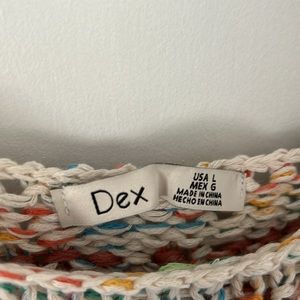 Dex
USA L
MEX G
MADE IN CHINA
HECHO EN CHINA